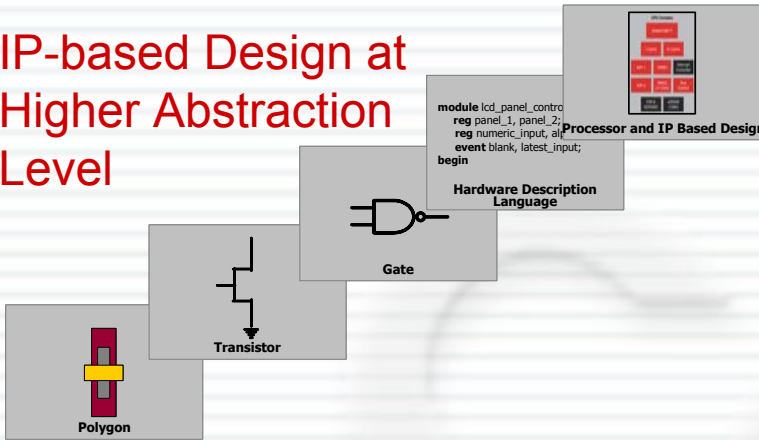 IP-based Design at
Higher Abstraction
Level
module lcd_panel_contro
reg panel_1, panel_2;
reg numeric_input, al
event blank, latest_input;
begin
Hardware Description
Language
Processor and IP Based Design
Gate
Transistor
Polygon